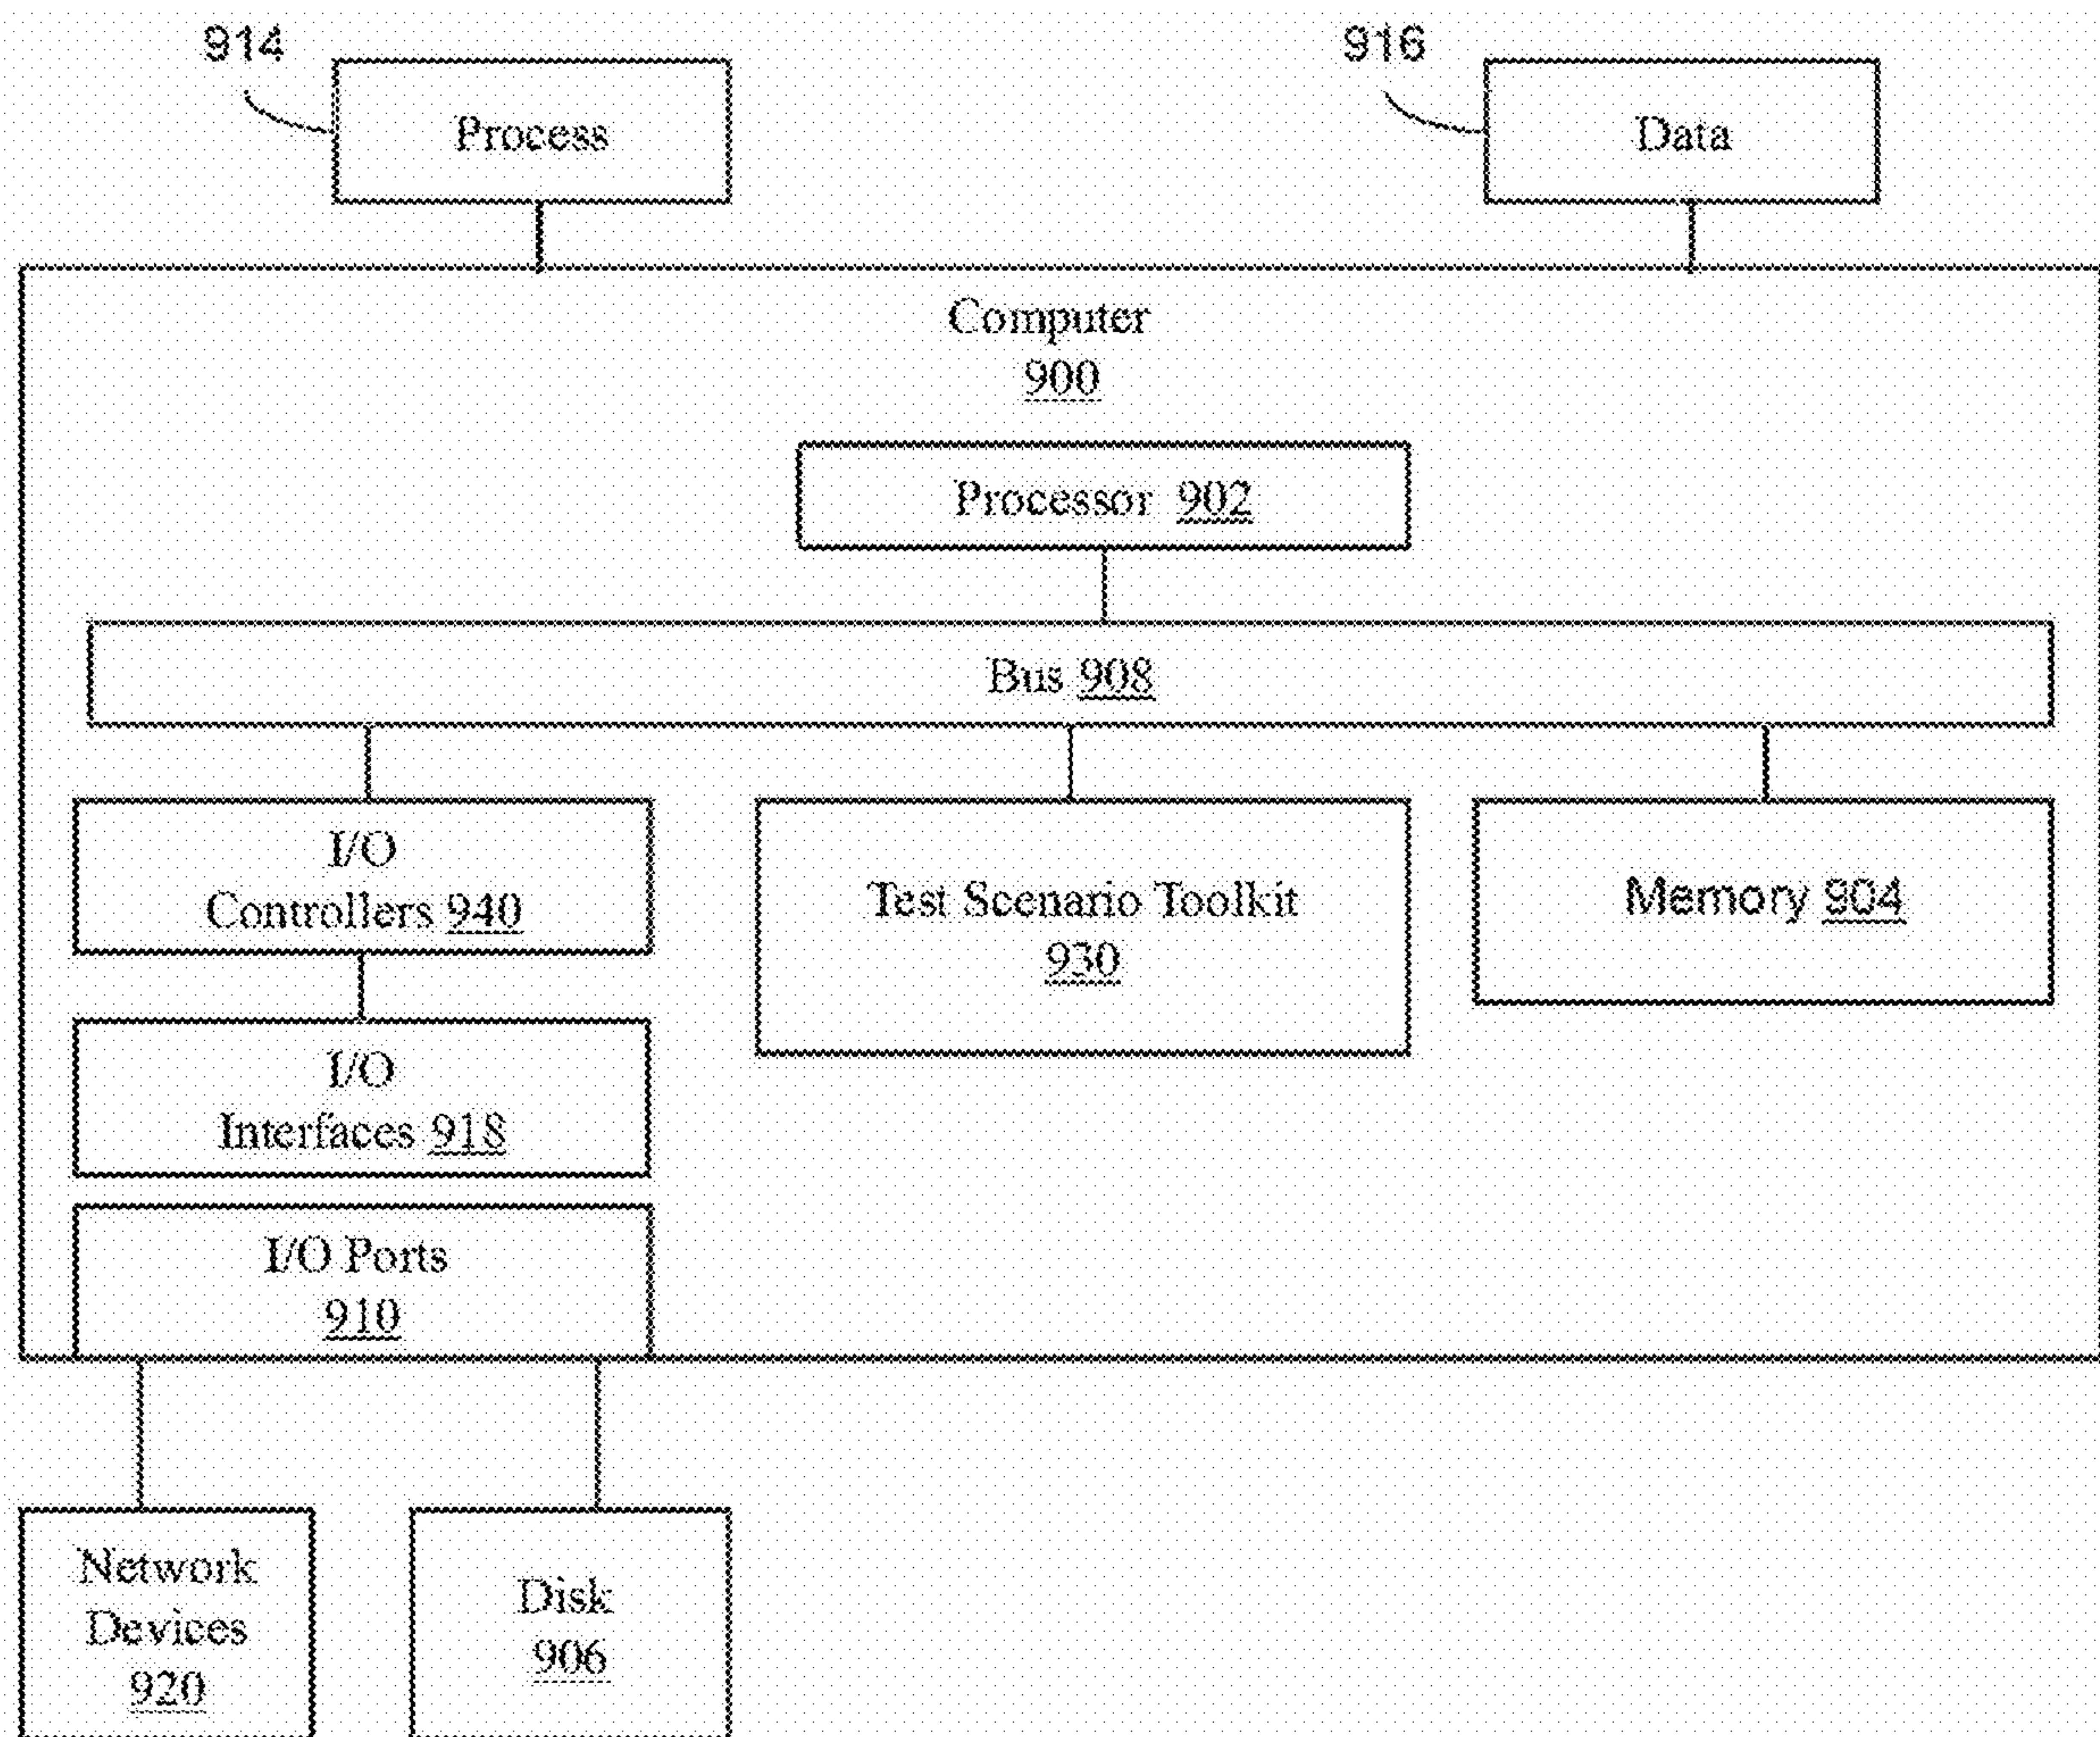 914
916
Process
Data
Computer
900
Processor 902
Bus 908
I/O
Controllers 940
Test Scenario Toolkit
930
Memory 904
I/O
Interfaces 918
I/O Ports
910
Network
Devices
920
Disk
906